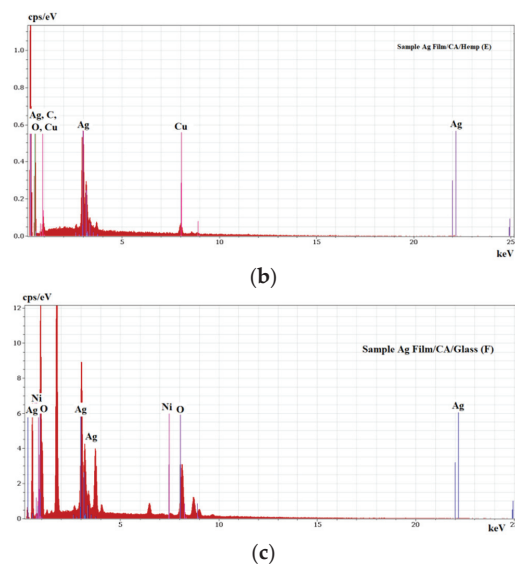 cps/eV
Sample Ag Film/CA/Hemp (E)
1.0
0.8
Ag, C,
O, Cu
Ag
Cu
Ag
0.6
0.4
0.2
0.0
5
10
15
20
25
keV
(b)
cps/eV
12
Sample Ag Film/CA/Glass (F)
10
8
Ni
Ag
O
Ag
Ag
Ni
O
Ag
6
4
2
0
5
10
15
20
25
keV
(c)